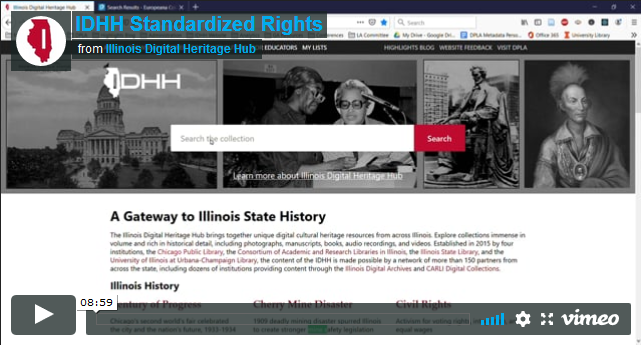 Illinois Digital Heritage Hub
Search Results - Europeana Co
IDHH Standardized Rights
from Illinois Digital Heritage Hub
Search
Committees
LA Committee
My Drive - Google Dri...
DPLA Metadata Perso...
Office 365
University Library
EDUCATORS MY LISTS
HIGHLIGHTS BLOG WEBSITE FEEDBACK VISIT DPLA
IDHH
Search the collection
Search
Learn more about Illinois Digital Heritage Hub
A Gateway to Illinois State History
The Illinois Digital Heritage Hub brings together unique digital cultural heritage resources from across Illinois. Explore collections immense in
volume and rich in historical detail, including photographs, manuscripts, books, audio recordings, and videos. Established in 2015 by four
institutions, the Chicago Public Library, the Consortium of Academic and Research Libraries in Illinois, the Illinois State Library, and the
University of Illinois at Urbana-Champaign Library, the content of the IDHH is made possible by a network of more than 150 partners from
across the state, including dozens of institutions providing content through the Illinois Digital Archives and CARLI Digital Collections.
Illinois History
08:59
Century of Progress
Cherry Mine Disaster
Civil Rights
Chicago's second world's fair celebrated
the city and the nation's future, 1933-1934
1909 deadly mining disaster spurred Illinois
to create stronger safety legislation
Activism for voting rights,
equal wages
vimeo